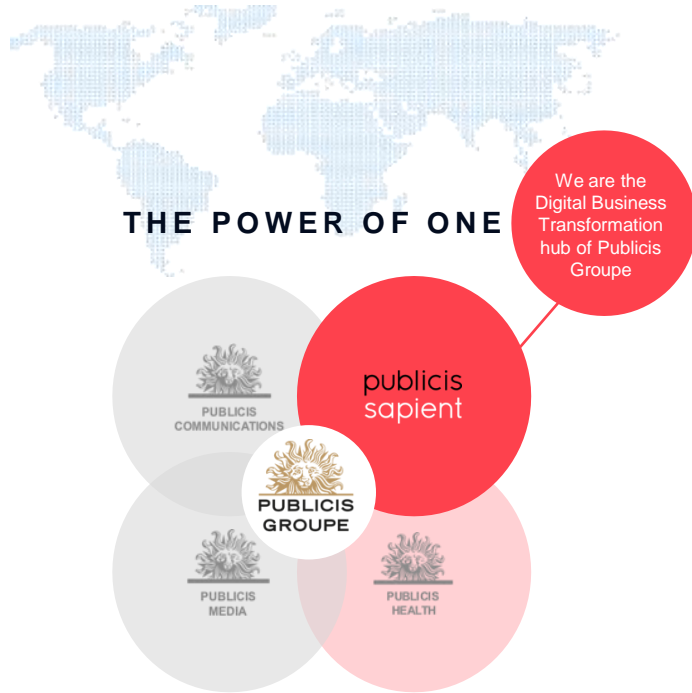 We are the
Digital Business
Transformation
hub of Publicis
Groupe
THE POWER OF ONE
PUBLICIS
COMMUNICATIONS
publicis
sapient
PUBLICIS
GROUPE
PUBLICIS
MEDIA
PUBLICIS
HEALTH